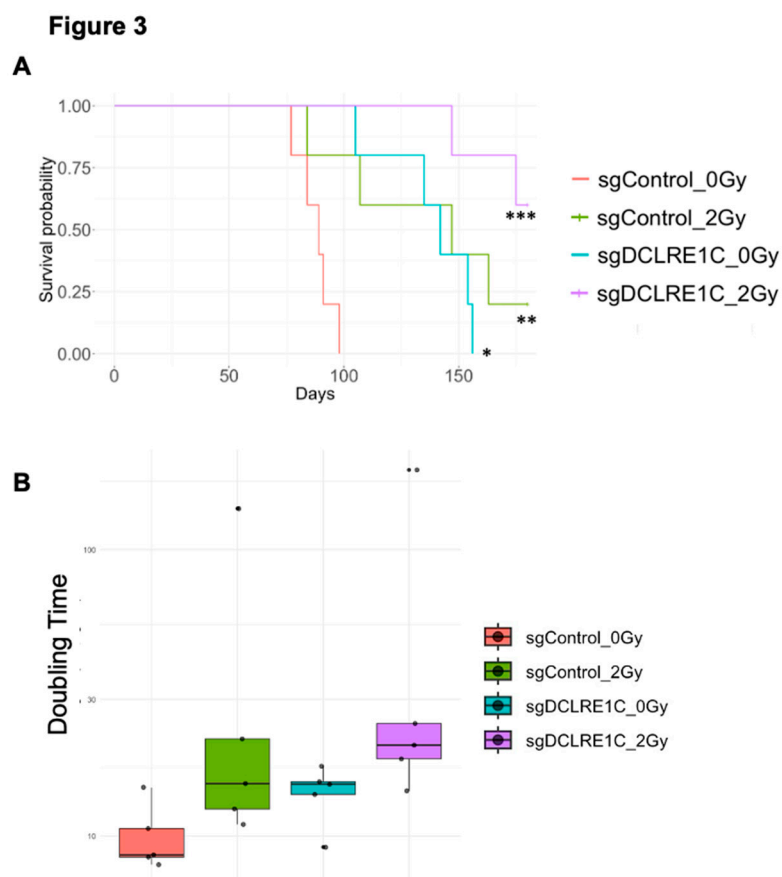 Figure 3
A
1.00
0.75
0.50
0.25
0.00
Survival probability
0
50
100
150
Days
***
**
*
sgControl_0Gy
sgControl_2Gy
sgDCLRE1C_0Gy
sgDCLRE1C_2Gy
B
Doubling Time
100
30
10
sgControl_0Gy
sgControl_2Gy
sgDCLRE1C_0Gy
sgDCLRE1C_2Gy